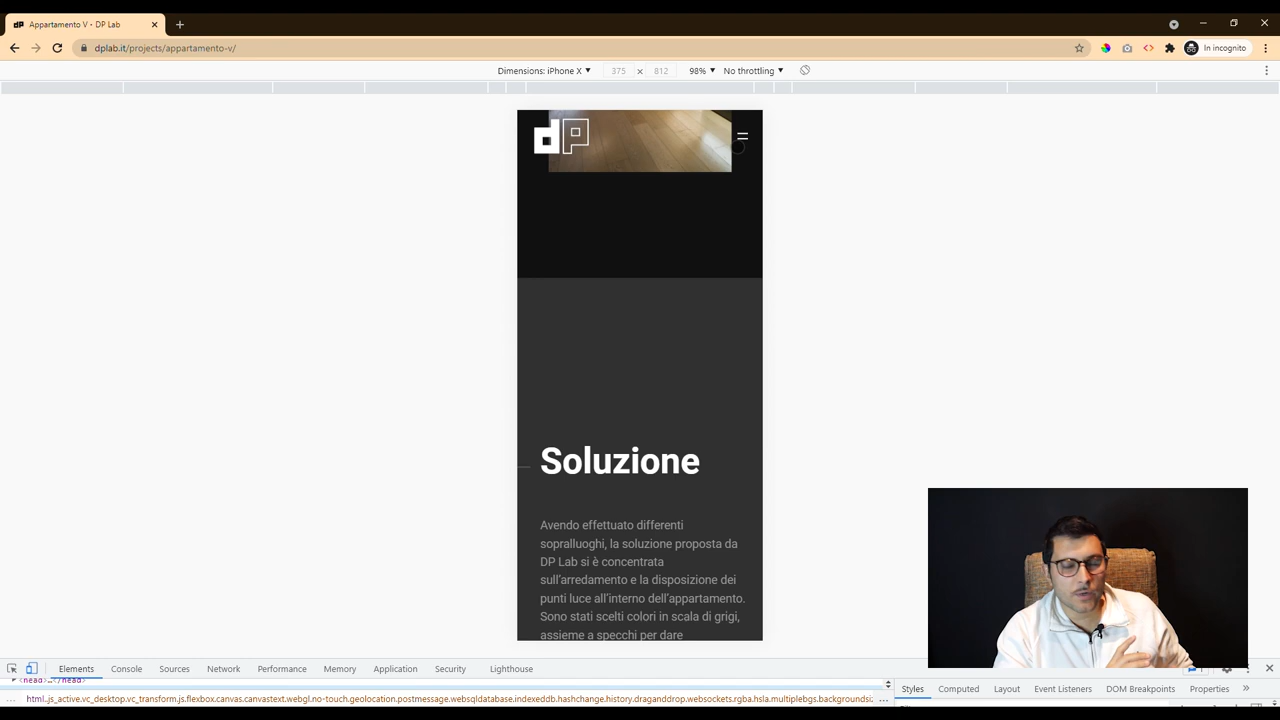 dP Appartamento V • DP Lab
dplab.it/projects/appartamento-v/
In incognito
Dimensions: iPhone X 375 × 812 98% No throttling
dP
Soluzione
Avendo effettuato differenti
sopralluoghi, la soluzione proposta da
DP Lab si è concentrata
sull'arredamento e la disposizione dei
punti luce all'interno dell'appartamento.
Sono stati scelti colori in scala di grigi,
assieme a specchi per dare
Elements Console Sources Network Performance Memory Application Security Lighthouse
<head>…</head>
html.js_active.vc_desktop.vc_transform.js.flexbox.canvas.canvastext.webgl.no-touch.geolocation.postmessage.websqldatabase.indexeddb.hashchange.history.draganddrop.websockets.rgba.hsla.multiplebgs.backgroundsi: ...
Styles Computed Layout Event Listeners DOM Breakpoints Properties »